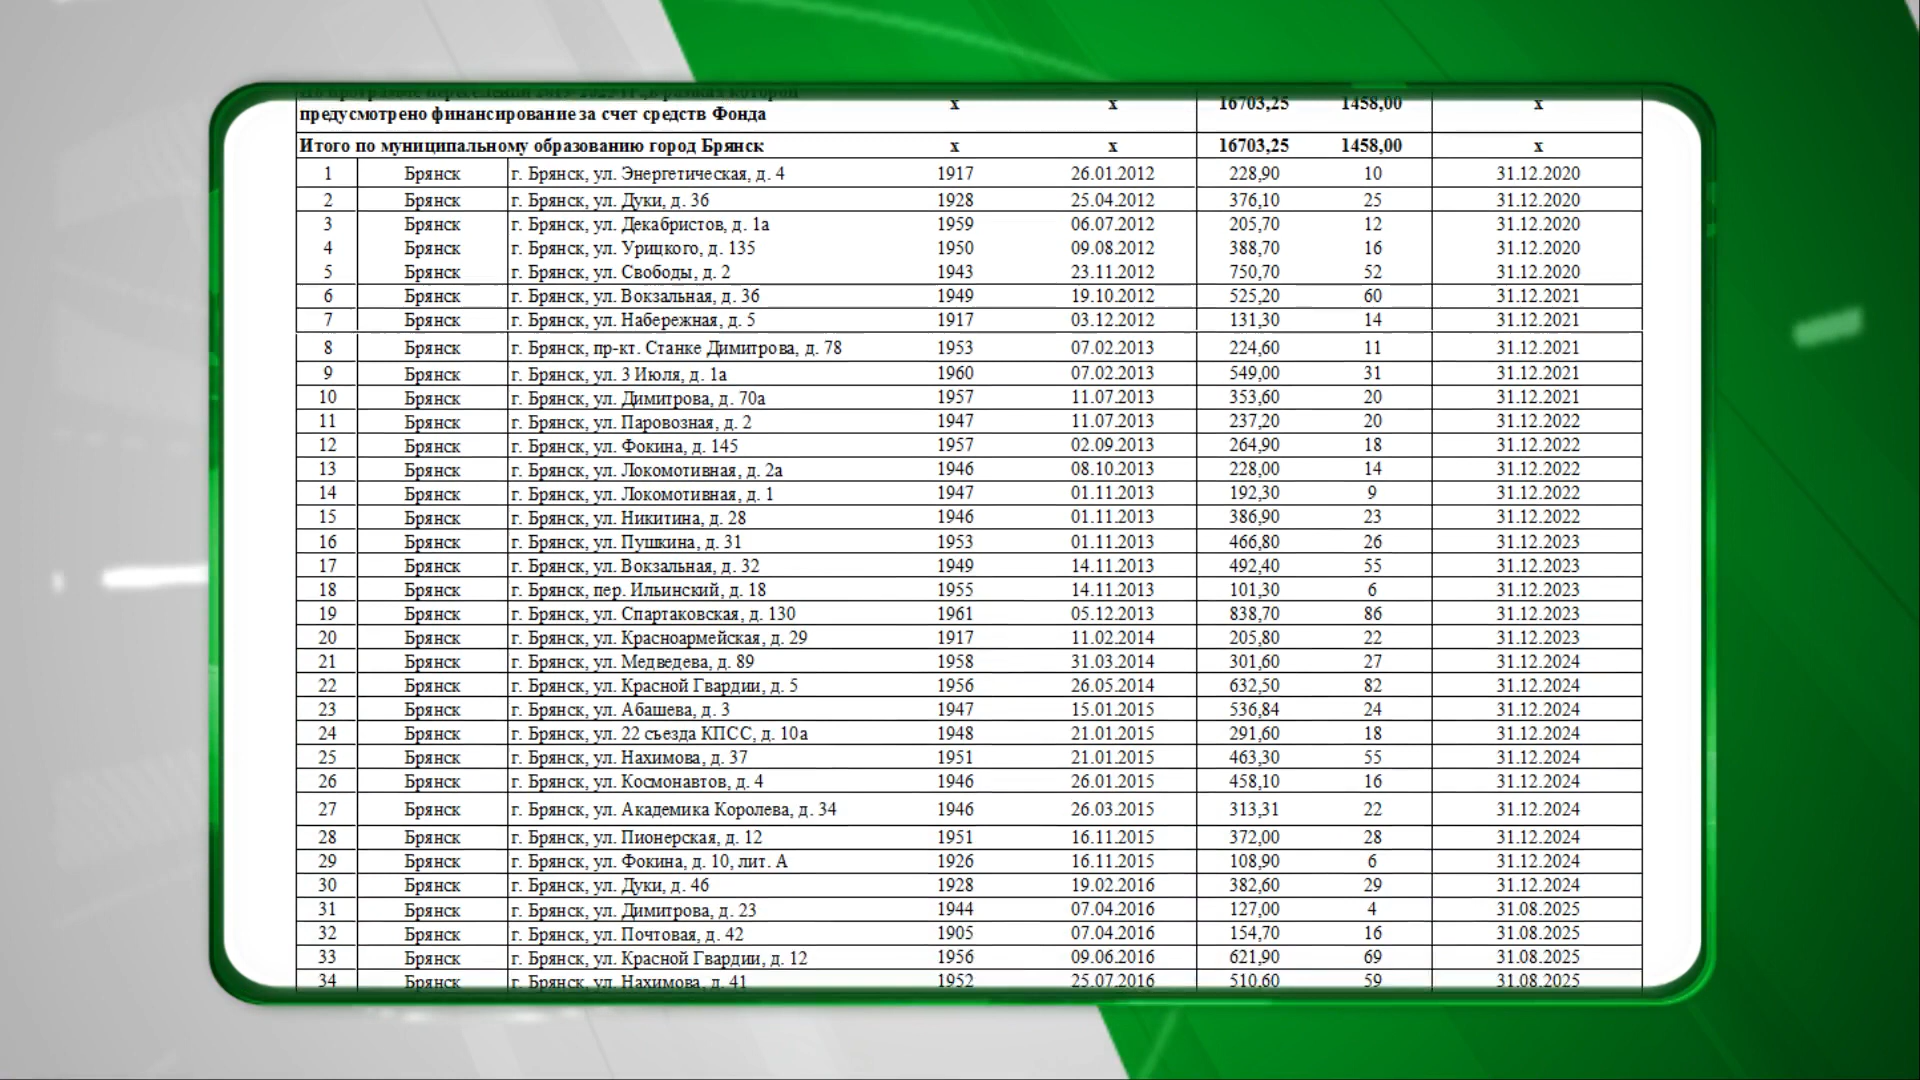 предусмотрено финансирование за счет средств Фонда х х 16703,25 1458,00 х
Итого по муниципальному образованию город Брянск х х 16703,25 1458,00 х
1 Брянск г. Брянск, ул. Энергетическая, д. 4 1917 26.01.2012 228,90 10 31.12.2020
2 Брянск г. Брянск, ул. Дуки, д. 36 1928 25.04.2012 376,10 25 31.12.2020
3 Брянск г. Брянск, ул. Декабристов, д. 1а 1959 06.07.2012 205,70 12 31.12.2020
4 Брянск г. Брянск, ул. Урицкого, д. 135 1950 09.08.2012 388,70 16 31.12.2020
5 Брянск г. Брянск, ул. Свободы, д. 2 1943 23.11.2012 750,70 52 31.12.2020
6 Брянск г. Брянск, ул. Вокзальная, д. 36 1949 19.10.2012 525,20 60 31.12.2021
7 Брянск г. Брянск, ул. Набережная, д. 5 1917 03.12.2012 131,30 14 31.12.2021
8 Брянск г. Брянск, пр-кт. Станке Димитрова, д. 78 1953 07.02.2013 224,60 11 31.12.2021
9 Брянск г. Брянск, ул. 3 Июля, д. 1а 1960 07.02.2013 549,00 31 31.12.2021
10 Брянск г. Брянск, ул. Димитрова, д. 70а 1957 11.07.2013 353,60 20 31.12.2021
11 Брянск г. Брянск, ул. Паровозная, д. 2 1947 11.07.2013 237,20 20 31.12.2022
12 Брянск г. Брянск, ул. Фокина, д. 145 1957 02.09.2013 264,90 18 31.12.2022
13 Брянск г. Брянск, ул. Локомотивная, д. 2а 1946 08.10.2013 228,00 14 31.12.2022
14 Брянск г. Брянск, ул. Локомотивная, д. 1 1947 01.11.2013 192,30 9 31.12.2022
15 Брянск г. Брянск, ул. Никитина, д. 28 1946 01.11.2013 386,90 23 31.12.2022
16 Брянск г. Брянск, ул. Пушкина, д. 31 1953 01.11.2013 466,80 26 31.12.2023
17 Брянск г. Брянск, ул. Вокзальная, д. 32 1949 14.11.2013 492,40 55 31.12.2023
18 Брянск г. Брянск, пер. Ильинский, д. 18 1955 14.11.2013 101,30 6 31.12.2023
19 Брянск г. Брянск, ул. Спартаковская, д. 130 1961 05.12.2013 838,70 86 31.12.2023
20 Брянск г. Брянск, ул. Красноармейская, д. 29 1917 11.02.2014 205,80 22 31.12.2023
21 Брянск г. Брянск, ул. Медведева, д. 89 1958 31.03.2014 301,60 27 31.12.2024
22 Брянск г. Брянск, ул. Красной Гвардии, д. 5 1956 26.05.2014 632,50 82 31.12.2024
23 Брянск г. Брянск, ул. Абашева, д. 3 1947 15.01.2015 536,84 24 31.12.2024
24 Брянск г. Брянск, ул. 22 съезда КПСС, д. 10а 1948 21.01.2015 291,60 18 31.12.2024
25 Брянск г. Брянск, ул. Нахимова, д. 37 1951 21.01.2015 463,30 55 31.12.2024
26 Брянск г. Брянск, ул. Космонавтов, д. 4 1946 26.01.2015 458,10 16 31.12.2024
27 Брянск г. Брянск, ул. Академика Королева, д. 34 1946 26.03.2015 313,31 22 31.12.2024
28 Брянск г. Брянск, ул. Пионерская, д. 12 1951 16.11.2015 372,00 28 31.12.2024
29 Брянск г. Брянск, ул. Фокина, д. 10, лит. А 1926 16.11.2015 108,90 6 31.12.2024
30 Брянск г. Брянск, ул. Дуки, д. 46 1928 19.02.2016 382,60 29 31.12.2024
31 Брянск г. Брянск, ул. Димитрова, д. 23 1944 07.04.2016 127,00 4 31.08.2025
32 Брянск г. Брянск, ул. Почтовая, д. 42 1905 07.04.2016 154,70 16 31.08.2025
33 Брянск г. Брянск, ул. Красной Гвардии, д. 12 1956 09.06.2016 621,90 69 31.08.2025
34 Брянск г. Брянск, ул. Нахимова, д. 41 1952 25.07.2016 510,60 59 31.08.2025